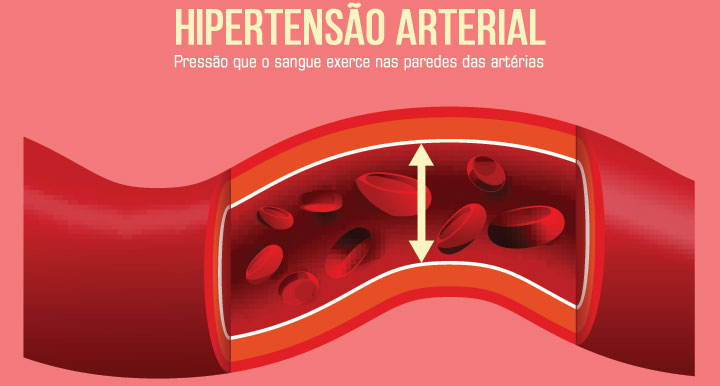 HIPERTENSÃO ARTERIAL
Pressão que o sangue exerce nas paredes das artérias